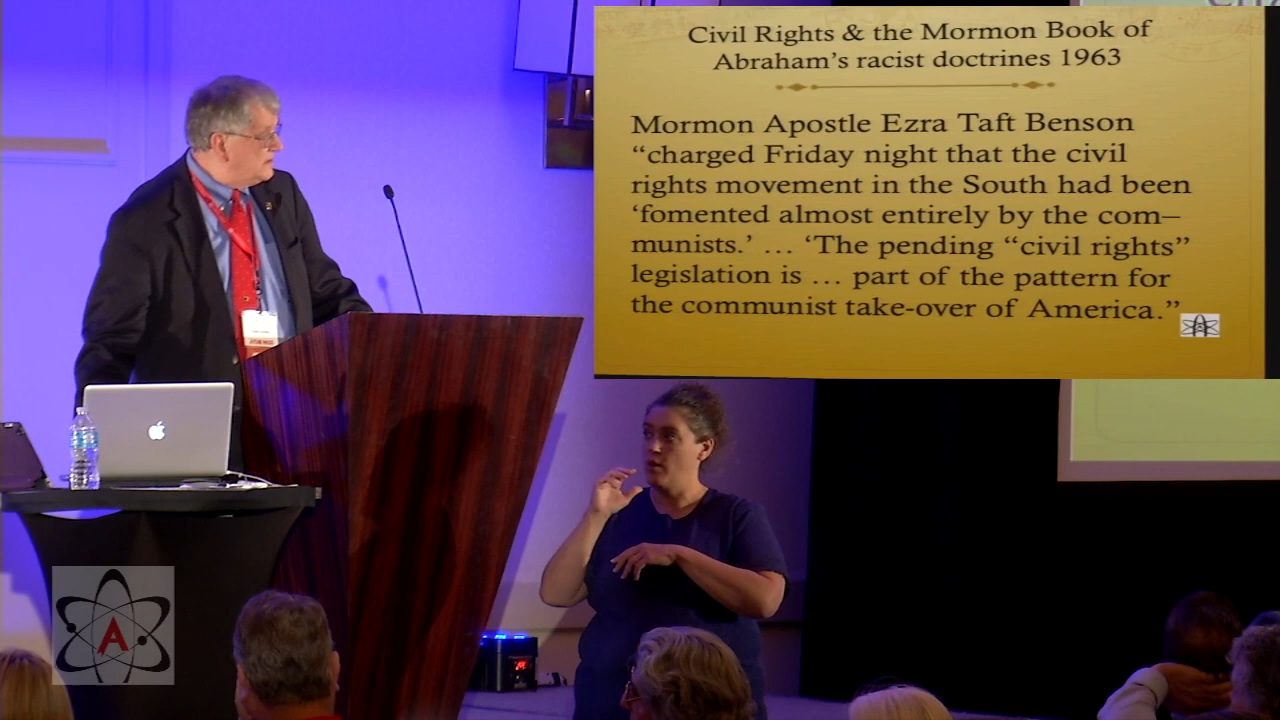 Civil Rights & the Mormon Book of
Abraham's racist doctrines 1963
Mormon Apostle Ezra Taft Benson
“charged Friday night that the civil
rights movement in the South had been
‘fomented almost entirely by the com–
munists.’ ... ‘The pending “civil rights”
legislation is ... part of the pattern for
the communist take-over of America.”
A